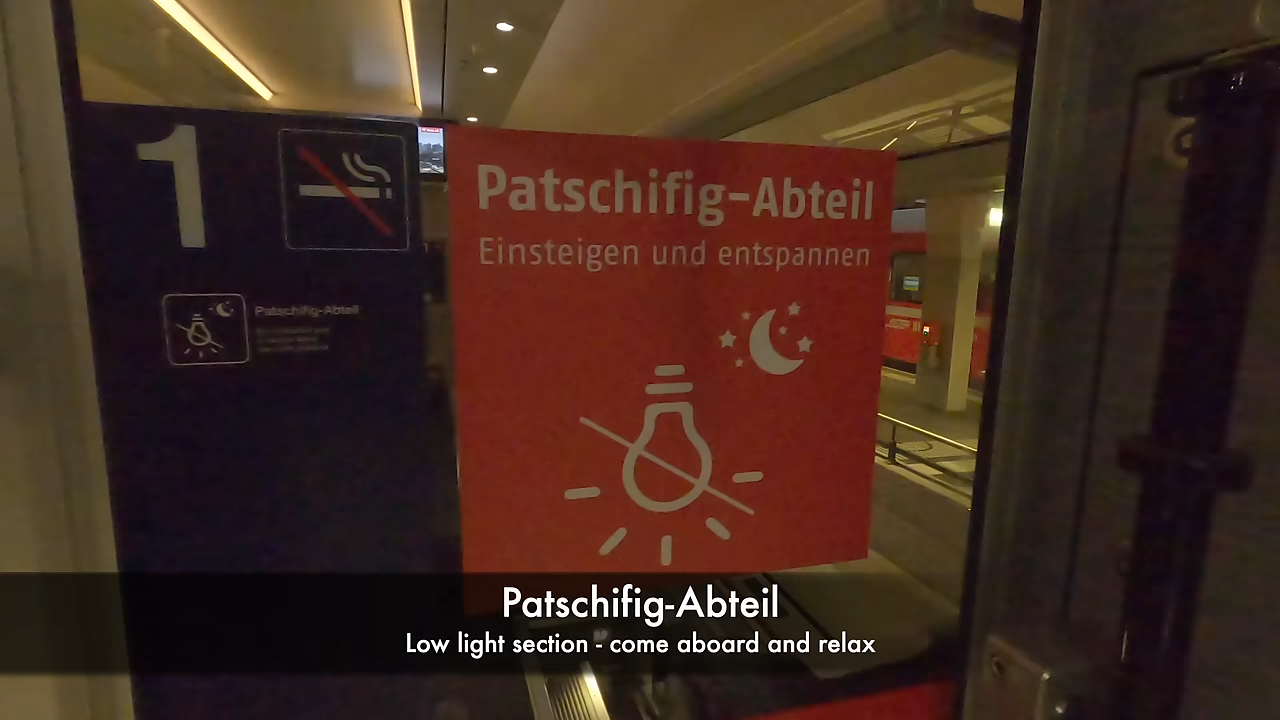 1
Patschifig-Abteil
Patschifig-Abteil
Einsteigen und entspannen
Patschifig-Abteil
Low light section - come aboard and relax